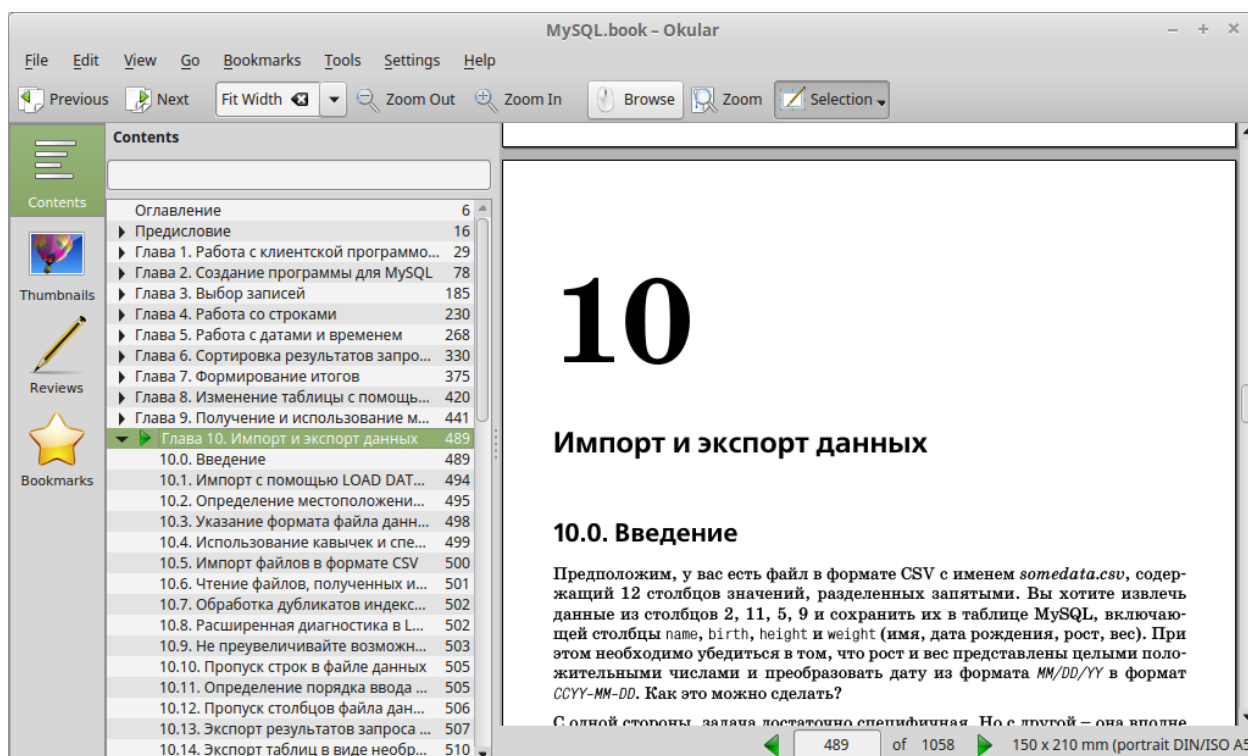 MySQL.book – Okular
File Edit View Go Bookmarks Tools Settings Help
Previous Next Fit Width Zoom Out Zoom In Browse Zoom Selection
Contents
Contents
Thumbnails
Reviews
Bookmarks
Оглавление 6
Предисловие 16
Глава 1. Работа с клиентской программо... 29
Глава 2. Создание программы для MySQL 78
Глава 3. Выбор записей 185
Глава 4. Работа со строками 230
Глава 5. Работа с датами и временем 268
Глава 6. Сортировка результатов запро... 330
Глава 7. Формирование итогов 375
Глава 8. Изменение таблицы с помощь... 420
Глава 9. Получение и использование м... 441
Глава 10. Импорт и экспорт данных 489
10.0. Введение 489
10.1. Импорт с помощью LOAD DAT... 494
10.2. Определение местоположени... 495
10.3. Указание формата файла данн... 498
10.4. Использование кавычек и спе... 499
10.5. Импорт файлов в формате CSV 500
10.6. Чтение файлов, полученных и... 501
10.7. Обработка дубликатов индекс... 502
10.8. Расширенная диагностика в L... 502
10.9. Не преувеличивайте возможн... 503
10.10. Пропуск строк в файле данных 505
10.11. Определение порядка ввода ... 505
10.12. Пропуск столбцов файла дан... 506
10.13. Экспорт результатов запроса ... 507
10.14. Экспорт таблиц в виде необр... 510
10
Импорт и экспорт данных
10.0. Введение
Предположим, у вас есть файл в формате CSV с именем somedata.csv, содер-
жащий 12 столбцов значений, разделенных запятыми. Вы хотите извлечь
данные из столбцов 2, 11, 5, 9 и сохранить их в таблице MySQL, включаю-
щей столбцы name, birth, height и weight (имя, дата рождения, рост, вес). При
этом необходимо убедиться в том, что рост и вес представлены целыми поло-
жительными числами и преобразовать дату из формата MM/DD/YY в формат
CCYY-MM-DD. Как это можно сделать?
С одной стороны, задача достаточно специфичная. Но с другой – она вполне
489 of 1058 150 x 210 mm (portrait DIN/ISO A5